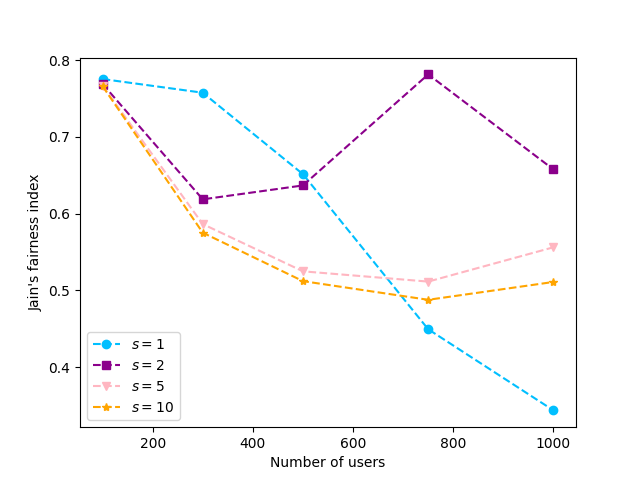 0.8
0.7
0.6
0.5
0.4
Jain's fairness index
s = 1
s = 2
s = 5
s = 10
200 400 600 800 1000
Number of users